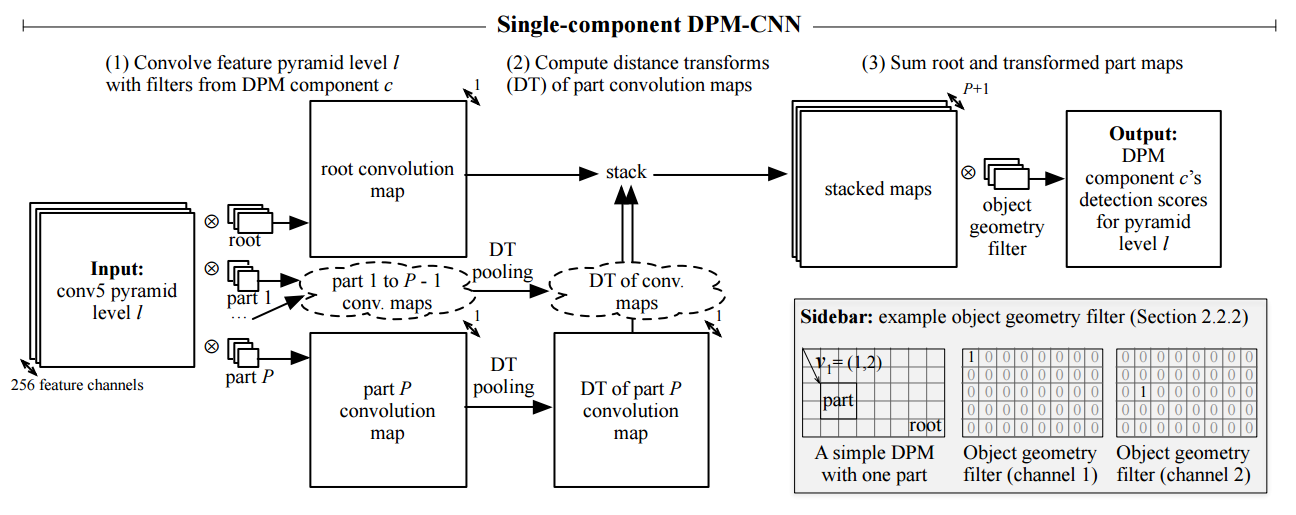 Single-component DPM-CNN
(1) Convolve feature pyramid level l
with filters from DPM component c
(2) Compute distance transforms
(DT) of part convolution maps
(3) Sum root and transformed part maps
1
root convolution
map
stack
P+1
stacked maps
⊗
object
geometry
filter
Output:
DPM
component c's
detection scores
for pyramid
level l
Input:
conv5 pyramid
level l
256 feature channels
⊗
root
⊗
part 1
...
⊗
part P
part 1 to P - 1
conv. maps
DT
pooling
DT of conv.
maps
1
part P
convolution
map
DT
pooling
1
DT of part P
convolution
map
Sidebar: example object geometry filter (Section 2.2.2)
v1= (1,2)
part
root
A simple DPM
with one part
1 0 0 0 0 0 0 0
0 0 0 0 0 0 0 0
0 0 0 0 0 0 0 0
0 0 0 0 0 0 0 0
0 0 0 0 0 0 0 0
Object geometry
filter (channel 1)
0 0 0 0 0 0 0 0
0 0 0 0 0 0 0 0
0 1 0 0 0 0 0 0
0 0 0 0 0 0 0 0
0 0 0 0 0 0 0 0
Object geometry
filter (channel 2)